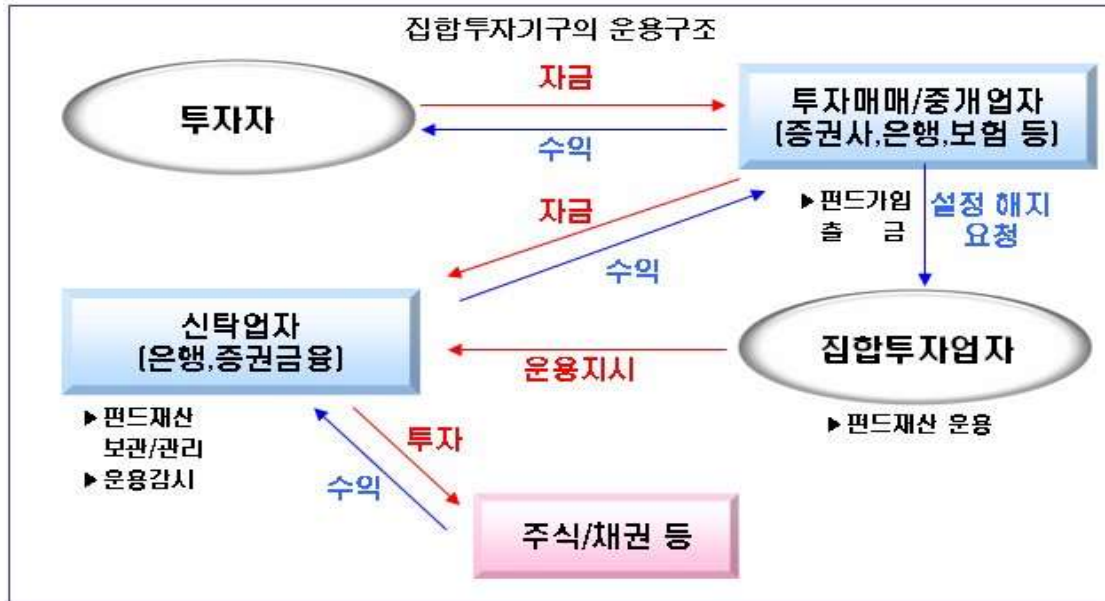 집합투자기구의 운용구조
자금
투자자
투자매매/중개업자
(증권사,은행,보험 등)
수익
자금
▶펀드가입
출 금
설정 해지
요청
수익
신탁업자
(은행,증권금융)
집합투자업자
운용지시
▶펀드재산
보관/관리
▶운용감시
▶펀드재산 운용
투자
수익
주식/채권 등